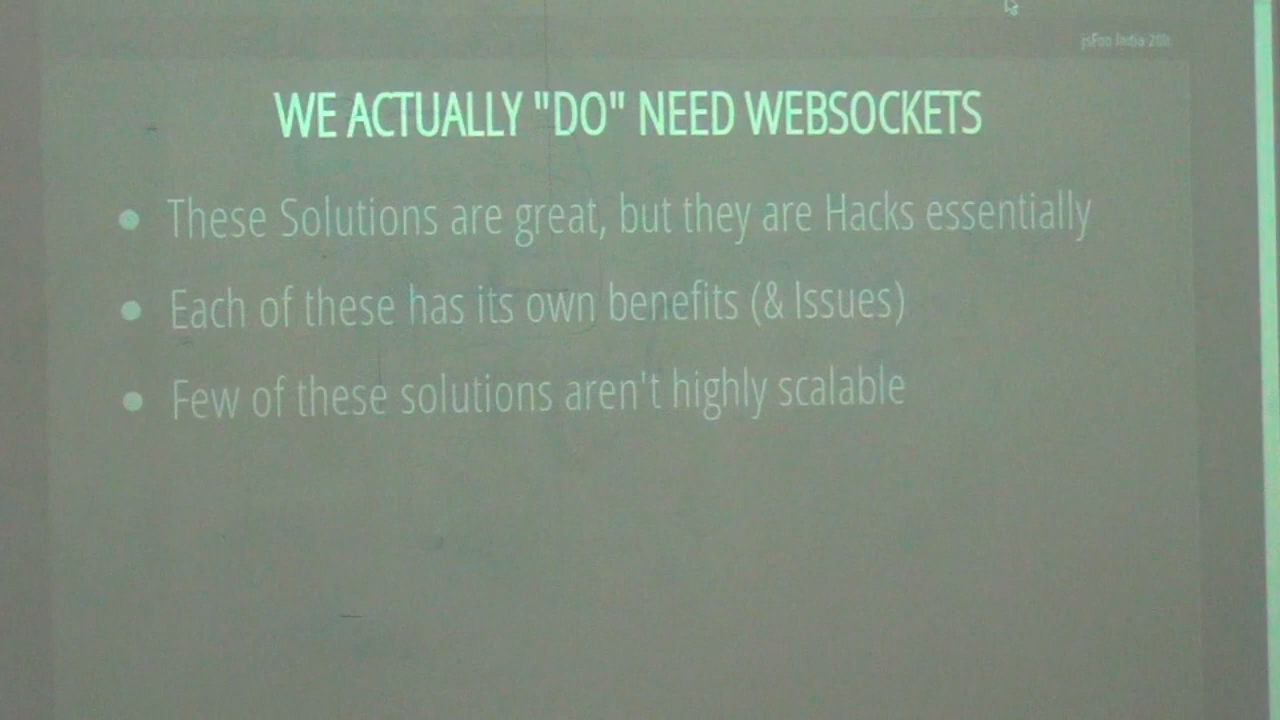 jsFoo India
WE ACTUALLY "DO" NEED WEBSOCKETS
These Solutions are great, but they are Hacks essentially
Each of these has its own benefits (& Issues)
Few of these solutions aren't highly scalable